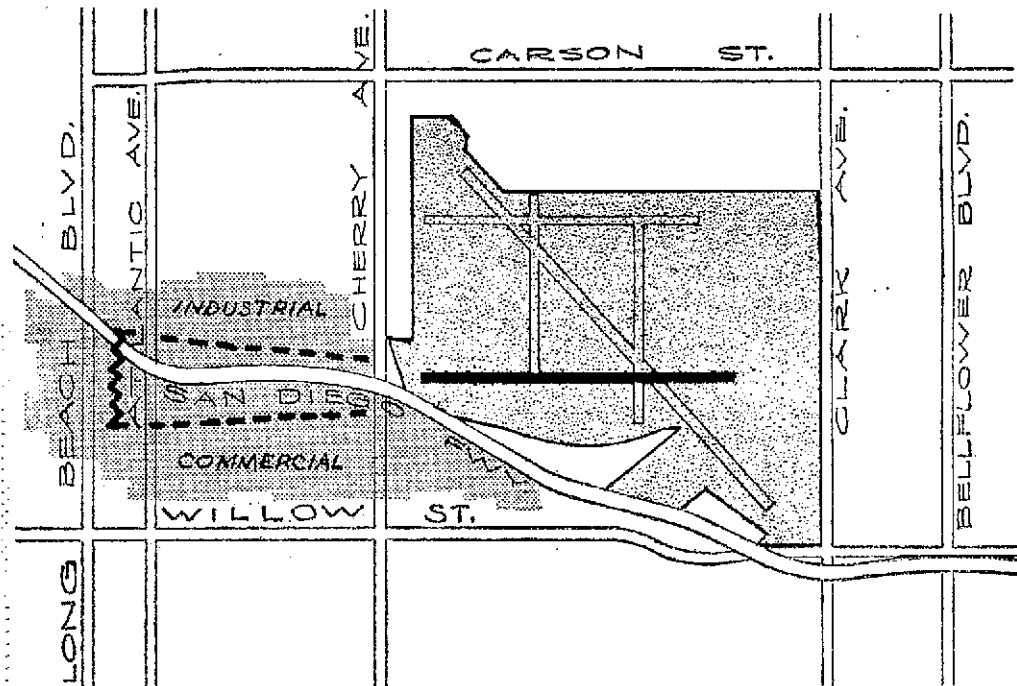 CARSON ST.
LONG BEACH BLVD.
ATLANTIC AVE.
CHERRY AVE.
CLARK AVE.
BELLFLOWER BLVD.
INDUSTRIAL
SAN DIEGO
COMMERCIAL
WILLOW ST.